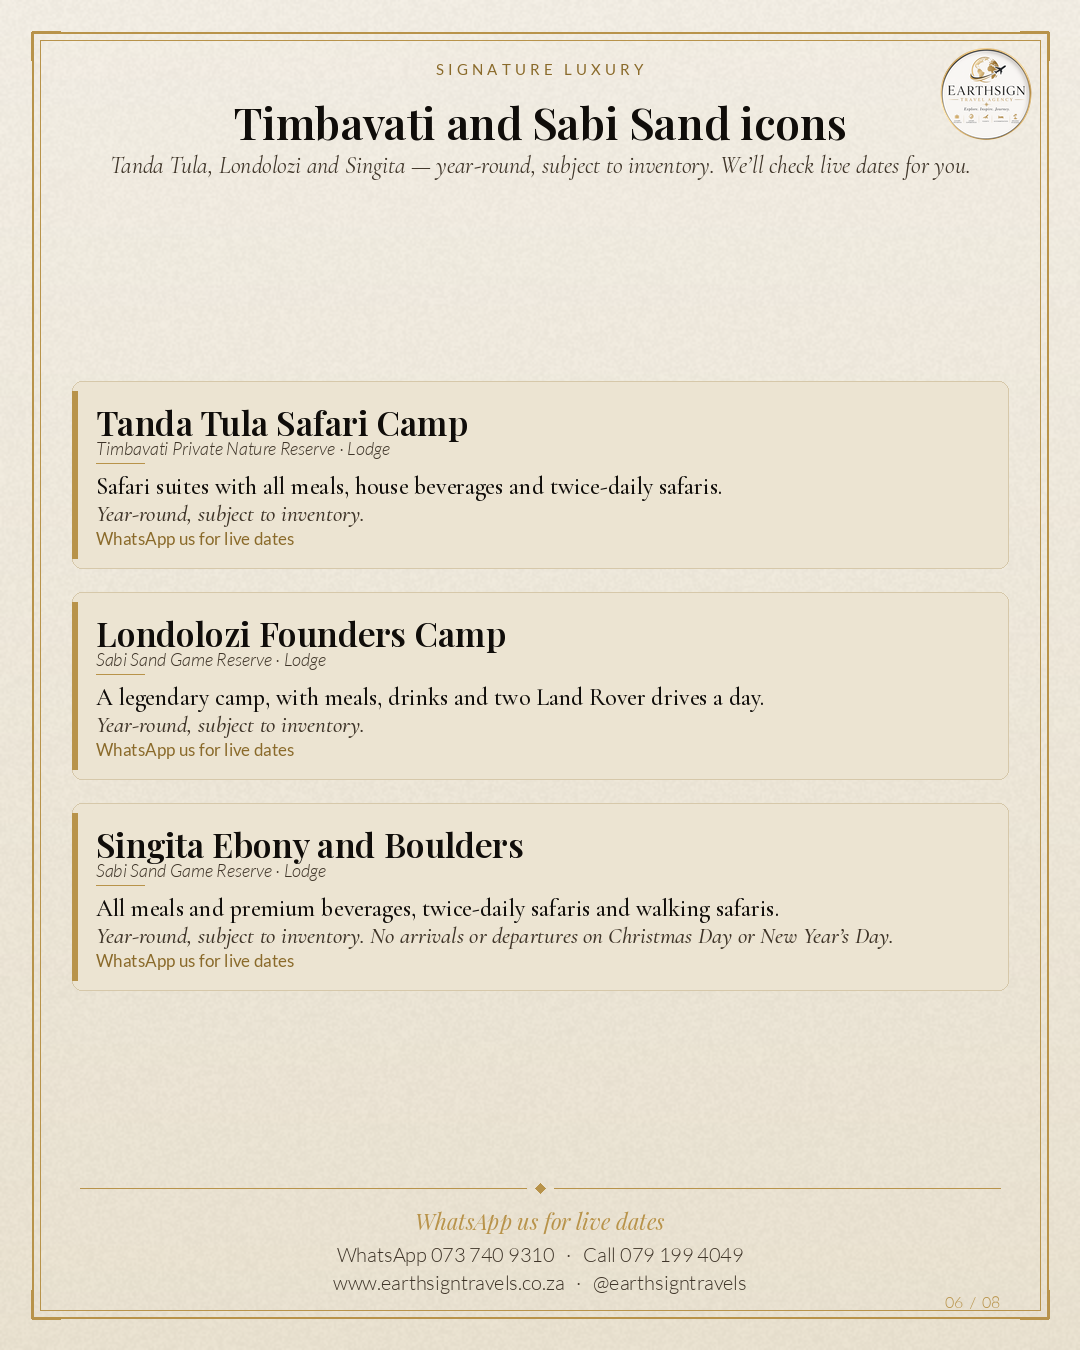 SIGNATURE LUXURY
EARTHSIGN
TRAVEL AGENCY
Explore. Inspire. Journey.
Timbavati and Sabi Sand icons
Tanda Tula, Londolozi and Singita — year-round, subject to inventory. We’ll check live dates for you.
Tanda Tula Safari Camp
Timbavati Private Nature Reserve · Lodge
Safari suites with all meals, house beverages and twice-daily safaris.
Year-round, subject to inventory.
WhatsApp us for live dates
Londolozi Founders Camp
Sabi Sand Game Reserve · Lodge
A legendary camp, with meals, drinks and two Land Rover drives a day.
Year-round, subject to inventory.
WhatsApp us for live dates
Singita Ebony and Boulders
Sabi Sand Game Reserve · Lodge
All meals and premium beverages, twice-daily safaris and walking safaris.
Year-round, subject to inventory. No arrivals or departures on Christmas Day or New Year’s Day.
WhatsApp us for live dates
WhatsApp us for live dates
WhatsApp 073 740 9310 · Call 079 199 4049
www.earthsigntravels.co.za · @earthsigntravels
06 / 08